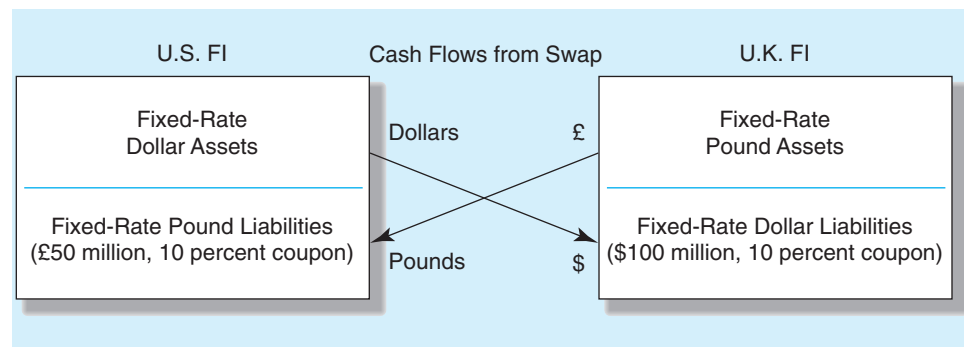 U.S. FI
Cash Flows from Swap
U.K. FI
Fixed-Rate
Dollar Assets
Dollars
£
Fixed-Rate
Pound Assets
Fixed-Rate Pound Liabilities
(£50 million, 10 percent coupon)
Pounds
$
Fixed-Rate Dollar Liabilities
($100 million, 10 percent coupon)